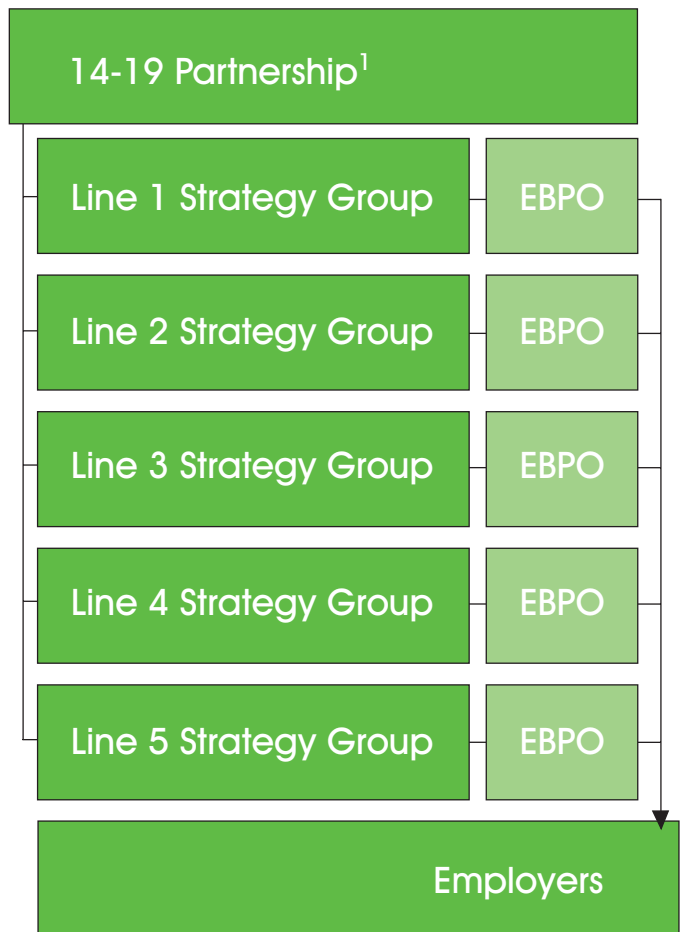 14-19 Partnership¹
Line 1 Strategy Group EBPO
Line 2 Strategy Group EBPO
Line 3 Strategy Group EBPO
Line 4 Strategy Group EBPO
Line 5 Strategy Group EBPO
Employers